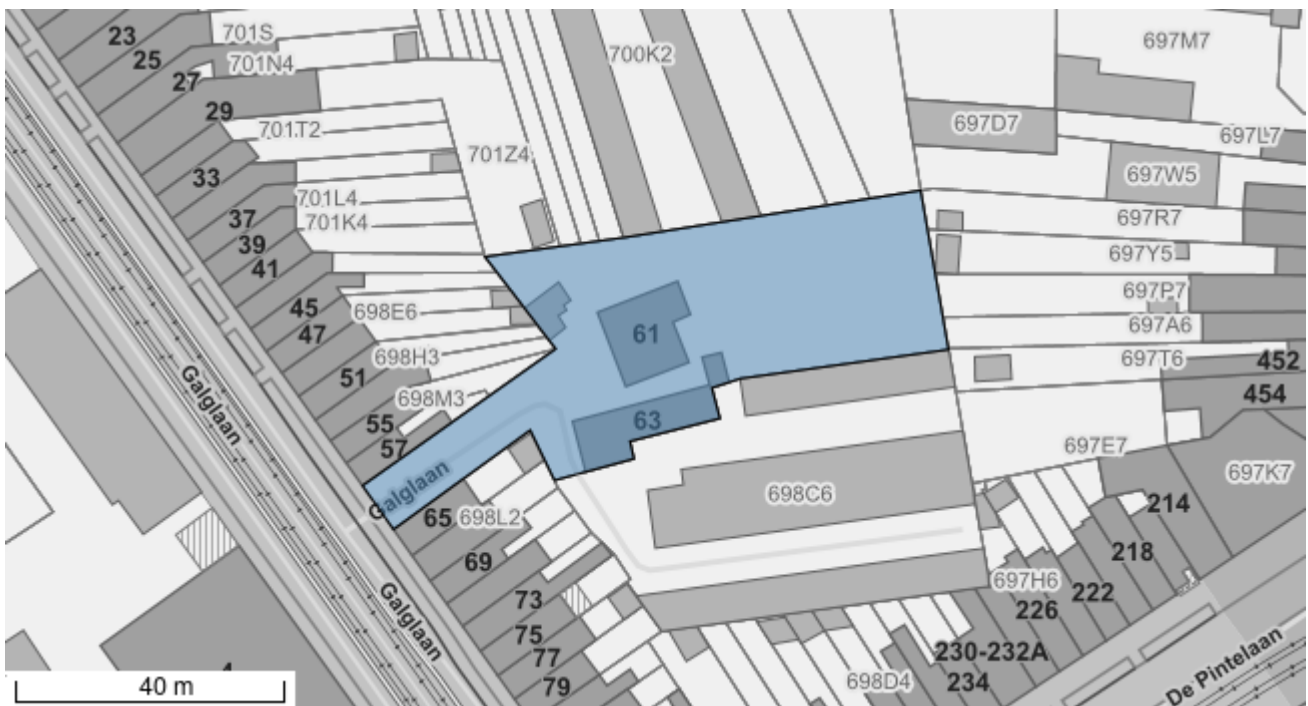 23
701S
25
701N4
27
700K2
697M7
29
701T2
697D7
697L7
701Z4
33
697W5
701L4
37
701K4
697R7
39
41
697Y5
45
698E6
697P7
47
61
697A6
698H3
697T6
51
452
Galglaan
698M3
454
55
63
57
697E7
Galglaan
697K7
698C6
214
65
698L2
218
69
Galglaan
697H6
222
73
226
75
230-232A
77
698D4
234
79
De Pintelaan
40 m